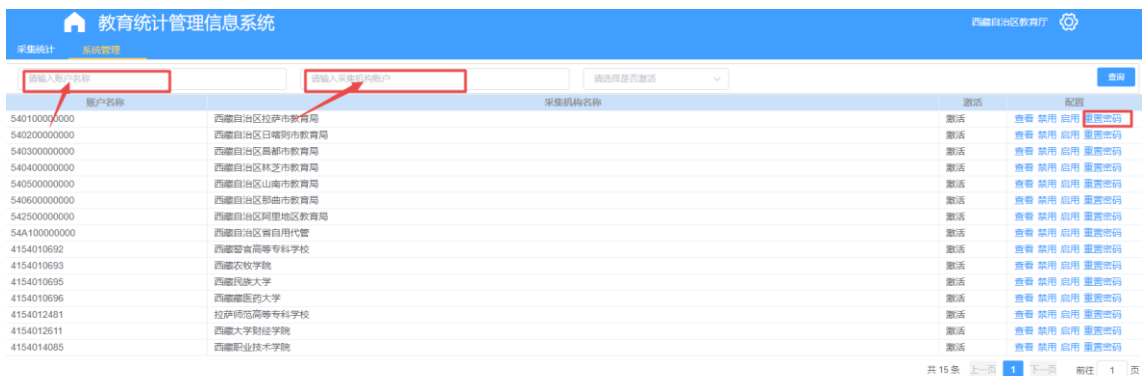 教育统计管理信息系统 西藏自治区教育厅
采集统计 系统管理
请输入账户名称 请输入采集机构账户 请选择是否激活 查询
账户名称 采集机构名称 激活 配置
540100000000 西藏自治区拉萨市教育局 激活 查看 禁用 启用 重置密码
540200000000 西藏自治区日喀则市教育局 激活 查看 禁用 启用 重置密码
540300000000 西藏自治区昌都市教育局 激活 查看 禁用 启用 重置密码
540400000000 西藏自治区林芝市教育局 激活 查看 禁用 启用 重置密码
540500000000 西藏自治区山南市教育局 激活 查看 禁用 启用 重置密码
540600000000 西藏自治区那曲市教育局 激活 查看 禁用 启用 重置密码
542500000000 西藏自治区阿里地区教育局 激活 查看 禁用 启用 重置密码
54A100000000 西藏自治区省自用代管 激活 查看 禁用 启用 重置密码
4154010692 西藏警官高等专科学校 激活 查看 禁用 启用 重置密码
4154010693 西藏农牧学院 激活 查看 禁用 启用 重置密码
4154010695 西藏民族大学 激活 查看 禁用 启用 重置密码
4154010696 西藏藏医药大学 激活 查看 禁用 启用 重置密码
4154012481 拉萨师范高等专科学校 激活 查看 禁用 启用 重置密码
4154012611 西藏大学财经学院 激活 查看 禁用 启用 重置密码
4154014085 西藏职业技术学院 激活 查看 禁用 启用 重置密码
共 15 条 上一页 1 下一页 前往 1 页